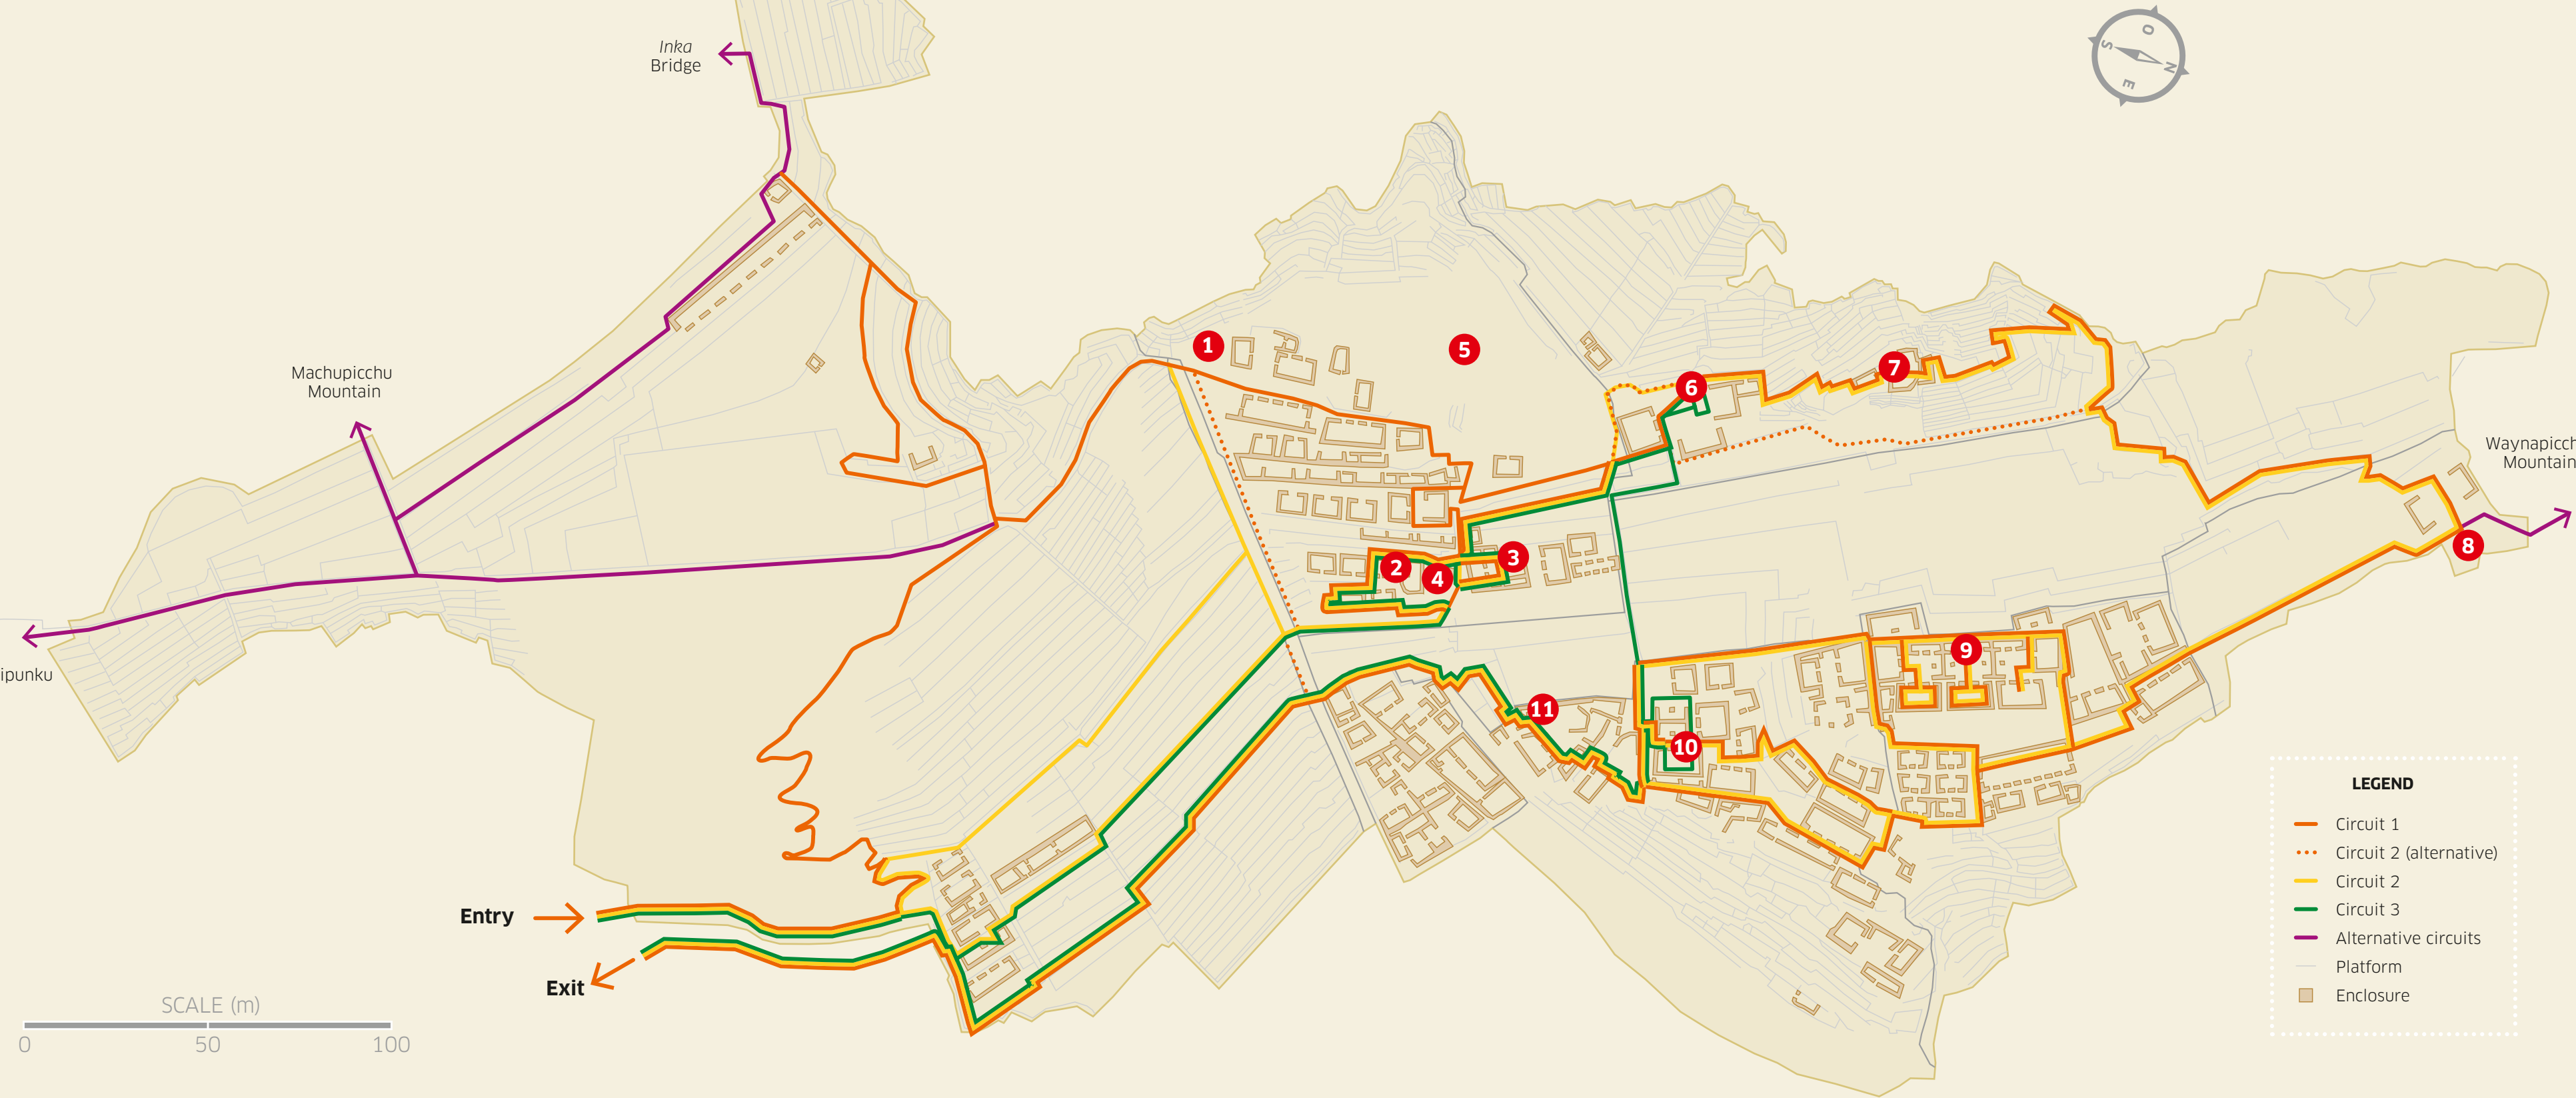 Inka
Bridge
O
S
N
E
Machupicchu
Mountain
1
5
6
7
Waynapicch
Mountain
2
3
4
8
9
ipunku
11
10
LEGEND
Circuit 1
Circuit 2 (alternative)
Circuit 2
Circuit 3
Alternative circuits
Platform
Enclosure
Entry
Exit
SCALE (m)
0 50 100